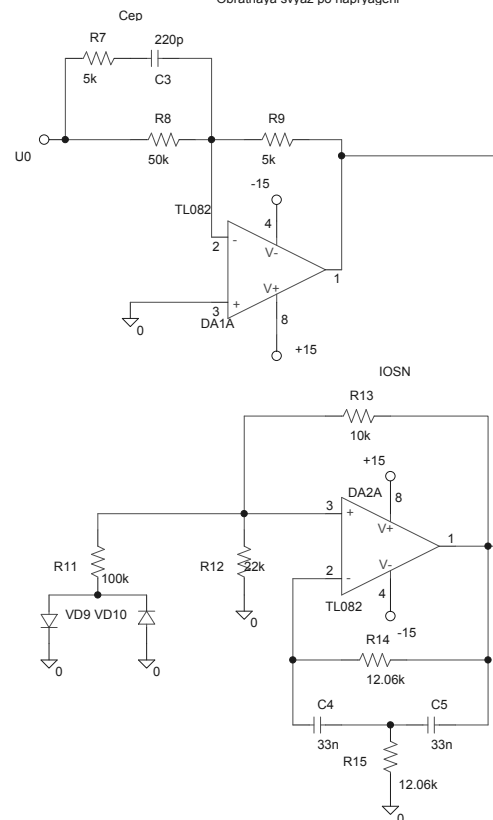 Obratnaya svyaz po napryageni
Cep
R7
220p
5k
C3
R8
R9
U0
50k
5k
-15
TL082
4
2
-
V-
1
V+
3
+
8
0
DA1A
+15
IOSN
R13
10k
+15
DA2A
8
3
+
V+
1
R11
100k
R12
22k
2
-
V-
4
TL082
-15
VD9 VD10
0
R14
0
0
12.06k
C4
C5
33n
33n
R15
12.06k
0